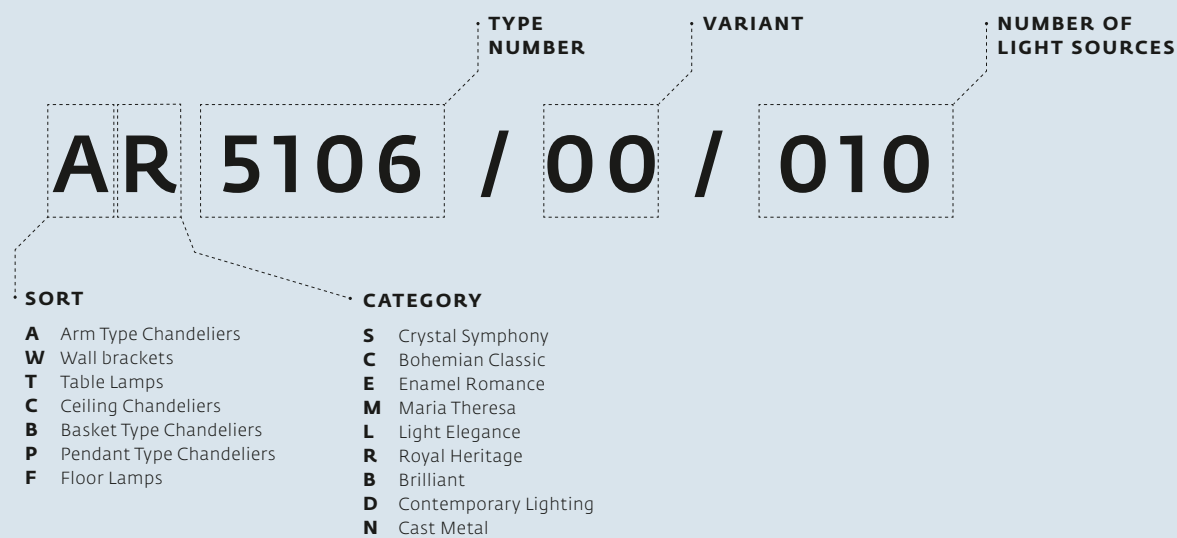 TYPE
NUMBER
VARIANT
NUMBER OF
LIGHT SOURCES
AR 5106 / 00 / 010
SORT
A Arm Type Chandeliers
W Wall brackets
T Table Lamps
C Ceiling Chandeliers
B Basket Type Chandeliers
P Pendant Type Chandeliers
F Floor Lamps
CATEGORY
S Crystal Symphony
C Bohemian Classic
E Enamel Romance
M Maria Theresa
L Light Elegance
R Royal Heritage
B Brilliant
D Contemporary Lighting
N Cast Metal